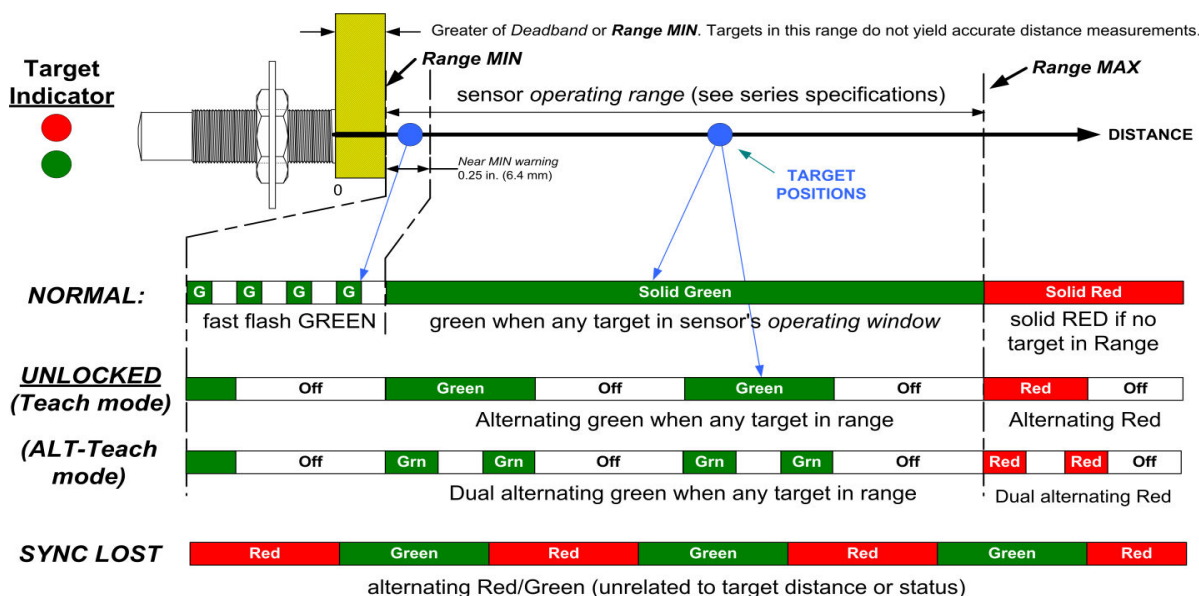 Greater of Deadband or Range MIN. Targets in this range do not yield accurate distance measurements.
Target
Indicator
Range MIN
Range MAX
sensor operating range (see series specifications)
DISTANCE
Near MIN warning
0.25 in. (6.4 mm)
TARGET
POSITIONS
0
NORMAL:
G G G G Solid Green Solid Red
fast flash GREEN
green when any target in sensor's operating window
solid RED if no
target in Range
UNLOCKED
(Teach mode)
Off Green Off Green Off Red Off
Alternating green when any target in range
Alternating Red
(ALT-Teach
mode)
Off Grn Grn Off Grn Grn Off Red Red Off
Dual alternating green when any target in range
Dual alternating Red
SYNC LOST
Red Green Red Green Red Green Red
alternating Red/Green (unrelated to target distance or status)